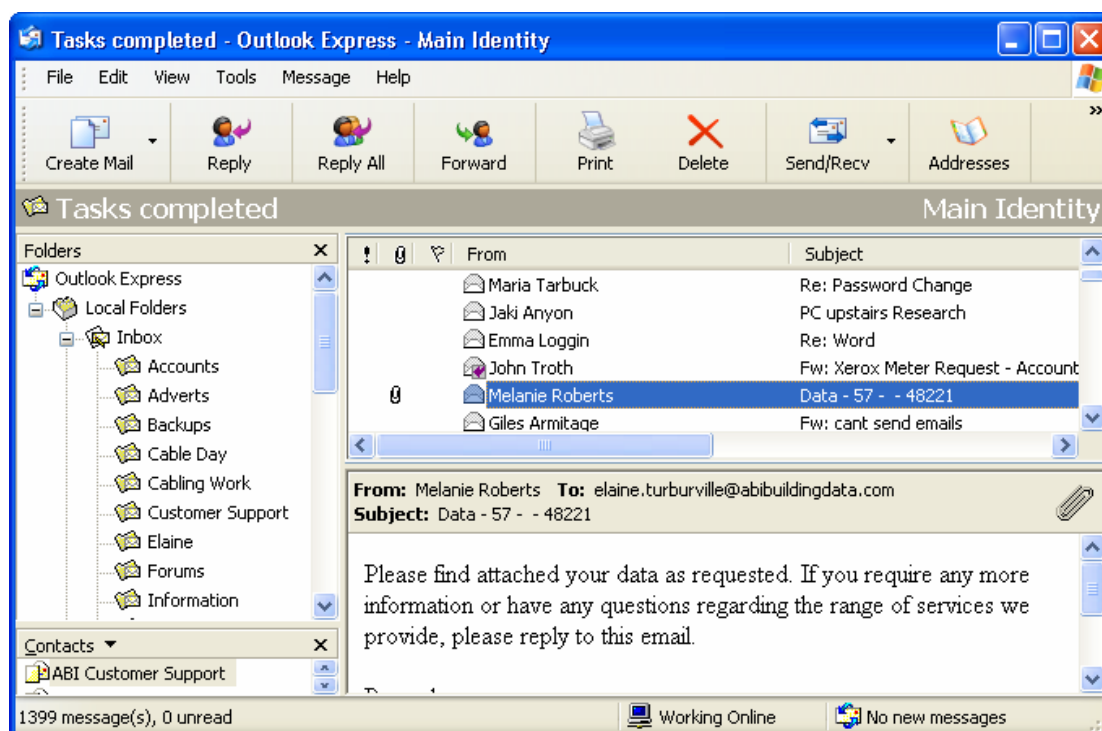 Tasks completed - Outlook Express - Main Identity
File Edit View Tools Message Help
Create Mail Reply Reply All Forward Print Delete Send/Recv Addresses »
Tasks completed Main Identity
Folders x
Outlook Express
Local Folders
Inbox
Accounts
Adverts
Backups
Cable Day
Cabling Work
Customer Support
Elaine
Forums
Information
Contacts x
ABI Customer Support
! From Subject
Maria Tarbuck Re: Password Change
Jaki Anyon PC upstairs Research
Emma Loggin Re: Word
John Troth Fw: Xerox Meter Request - Account
Melanie Roberts Data - 57 - - 48221
Giles Armitage Fw: cant send emails
From: Melanie Roberts To: elaine.turburville@abibuildingdata.com
Subject: Data - 57 - - 48221
Please find attached your data as requested. If you require any more
information or have any questions regarding the range of services we
provide, please reply to this email.
1399 message(s), 0 unread Working Online No new messages